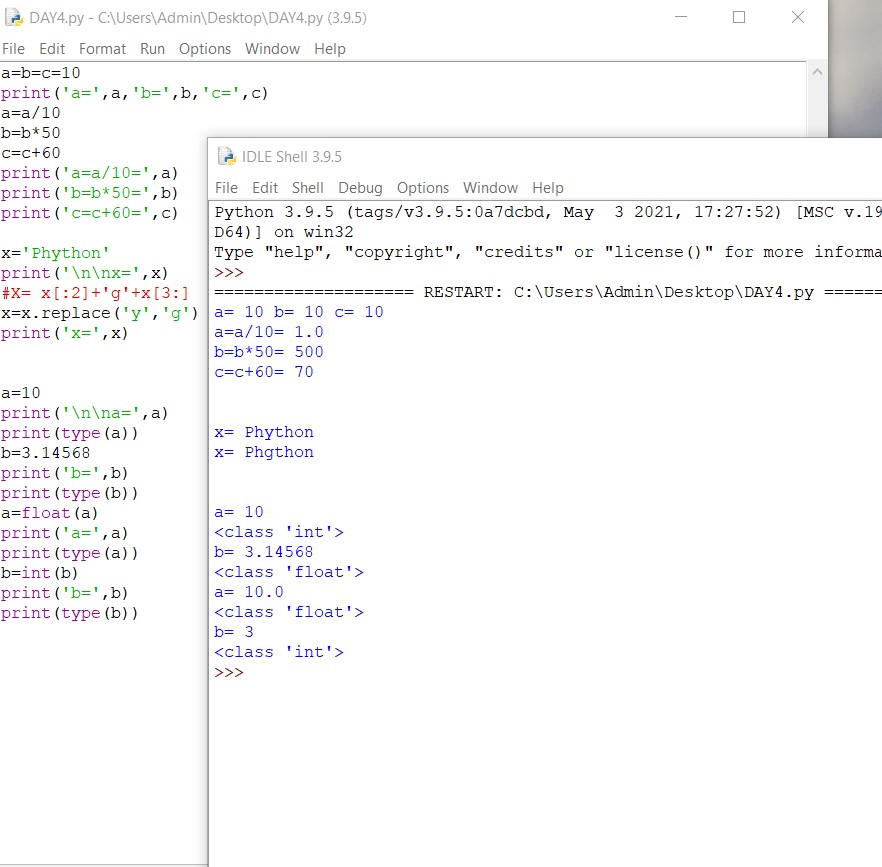 DAY4.py - C:\Users\Admin\Desktop\DAY4.py (3.9.5)
File Edit Format Run Options Window Help
a=b=c=10
print('a=',a,'b=',b,'c=',c)
a=a/10
b=b*50
c=c+60
print('a=a/10=',a)
print('b=b*50=',b)
print('c=c+60=',c)
x='Phython'
print('\n\nx=',x)
#X= x[:2]+'g'+x[3:]
x=x.replace('y','g')
print('x=',x)
a=10
print('\n\na=',a)
print(type(a))
b=3.14568
print('b=',b)
print(type(b))
a=float(a)
print('a=',a)
print(type(a))
b=int(b)
print('b=',b)
print(type(b))
IDLE Shell 3.9.5
File Edit Shell Debug Options Window Help
Python 3.9.5 (tags/v3.9.5:0a7dcbd, May  3 2021, 17:27:52) [MSC v.19
D64)] on win32
Type "help", "copyright", "credits" or "license()" for more informa
>>>
==================== RESTART: C:\Users\Admin\Desktop\DAY4.py ======
a= 10 b= 10 c= 10
a=a/10= 1.0
b=b*50= 500
c=c+60= 70
x= Phython
x= Phgthon
a= 10
<class 'int'>
b= 3.14568
<class 'float'>
a= 10.0
<class 'float'>
b= 3
<class 'int'>
>>>